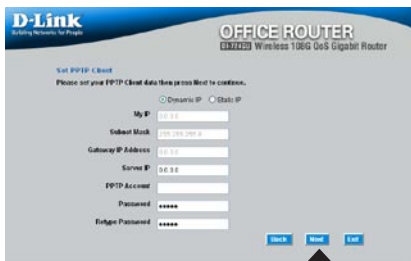 D-Link
Building Networks for People
OFFICE ROUTER
Wireless 108G QoS Gigabit Router
Set PPTP Client
Please set your PPTP Client data then press Next to continue.
Dynamic IP Static IP
My IP 0.0.0.0
Subnet Mask 255.255.255.0
Gateway IP Address 0.0.0.0
Server IP 0.0.0.0
PPTP Account
Password •••••
Retype Password •••••
Back Next Exit